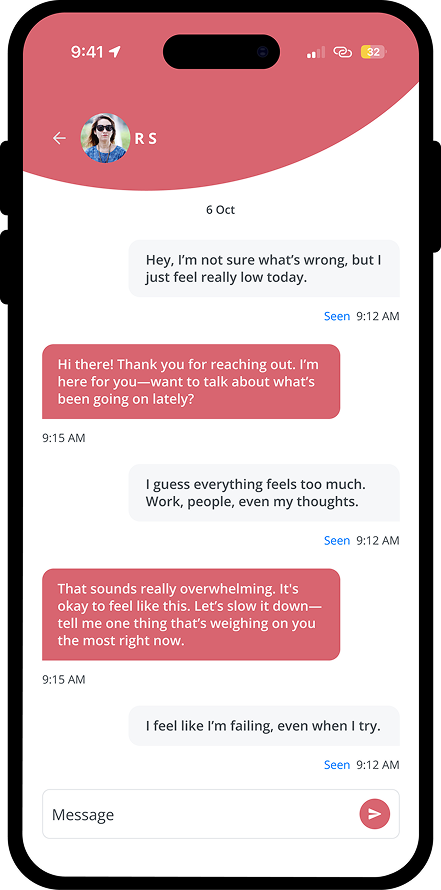 9:41
32
R S
6 Oct
Hey, I’m not sure what’s wrong, but I
just feel really low today.
Seen 9:12 AM
Hi there! Thank you for reaching out. I’m
here for you—want to talk about what’s
been going on lately?
9:15 AM
I guess everything feels too much.
Work, people, even my thoughts.
Seen 9:12 AM
That sounds really overwhelming. It's
okay to feel like this. Let’s slow it down—
tell me one thing that’s weighing on you
the most right now.
9:15 AM
I feel like I’m failing, even when I try.
Seen 9:12 AM
Message